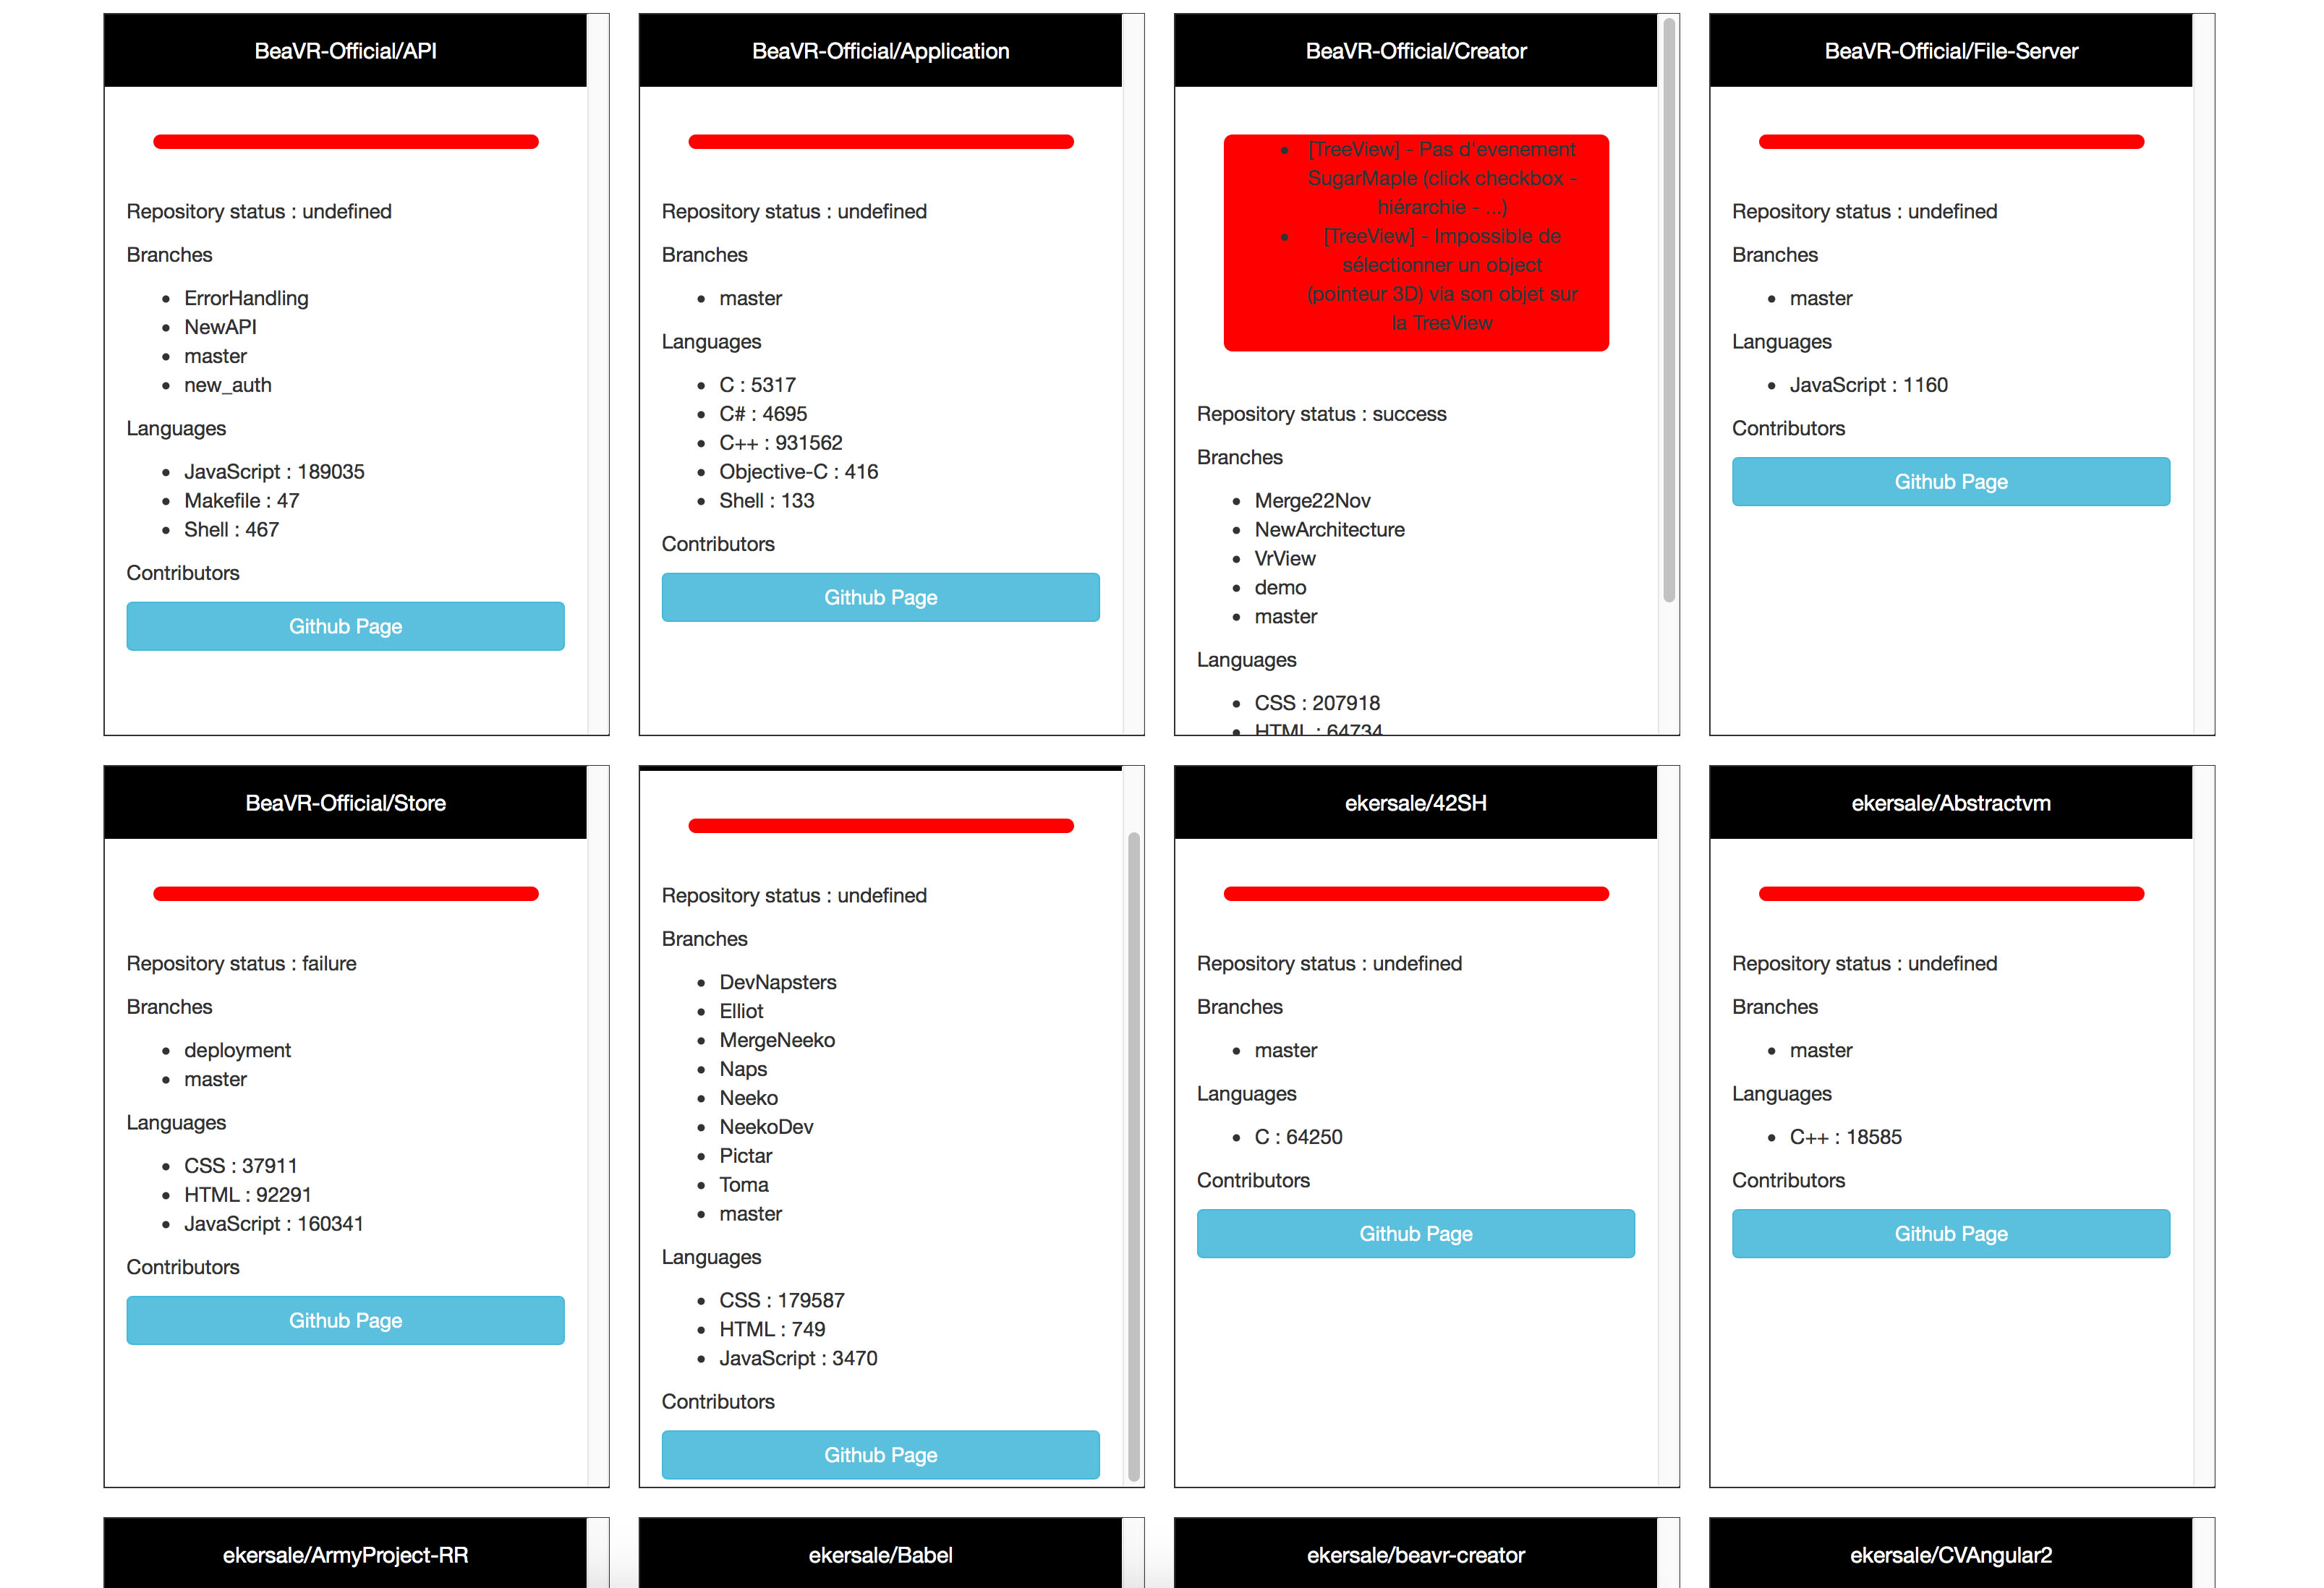 BeaVR-Official/API
Repository status : undefined
Branches
ErrorHandling
NewAPI
master
new_auth
Languages
JavaScript : 189035
Makefile : 47
Shell : 467
Contributors
Github Page
BeaVR-Official/Application
Repository status : undefined
Branches
master
Languages
C : 5317
C# : 4695
C++ : 931562
Objective-C : 416
Shell : 133
Contributors
Github Page
BeaVR-Official/Creator
[TreeView] - Pas d'evenement
SugarMaple (click checkbox -
hiérarchie - ...)
[TreeView] - Impossible de
sélectionner un object
(pointeur 3D) via son objet sur
la TreeView
Repository status : success
Branches
Merge22Nov
NewArchitecture
VrView
demo
master
Languages
CSS : 207918
HTML : 64734
BeaVR-Official/File-Server
Repository status : undefined
Branches
master
Languages
JavaScript : 1160
Contributors
Github Page
BeaVR-Official/Store
Repository status : failure
Branches
deployment
master
Languages
CSS : 37911
HTML : 92291
JavaScript : 160341
Contributors
Github Page
Repository status : undefined
Branches
DevNapsters
Elliot
MergeNeeko
Naps
Neeko
NeekoDev
Pictar
Toma
master
Languages
CSS : 179587
HTML : 749
JavaScript : 3470
Contributors
Github Page
ekersale/42SH
Repository status : undefined
Branches
master
Languages
C : 64250
Contributors
Github Page
ekersale/Abstractvm
Repository status : undefined
Branches
master
Languages
C++ : 18585
Contributors
Github Page
ekersale/ArmyProject-RR
ekersale/Babel
ekersale/beavr-creator
ekersale/CVAngular2